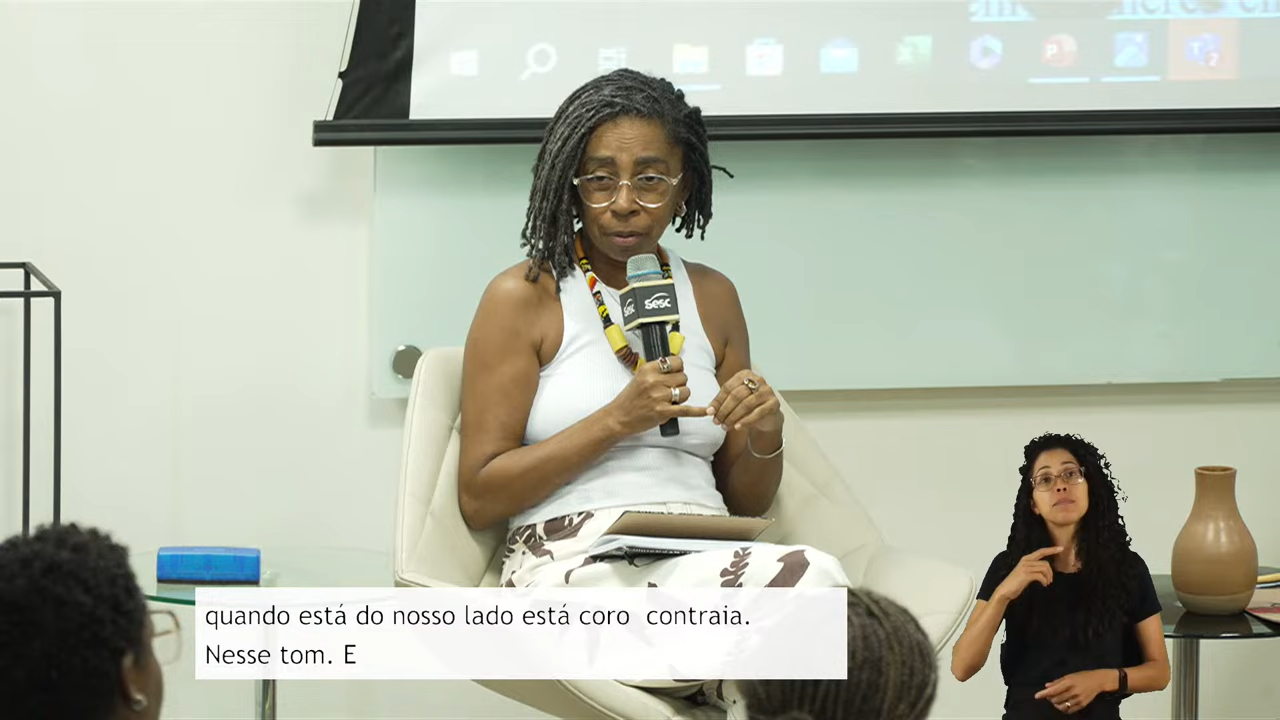 Sesc
quando está do nosso lado está coro  contraia.
Nesse tom. E